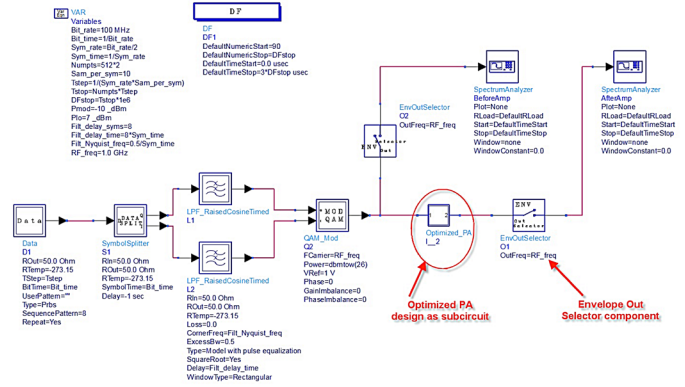 VAR
Variables
Bit_rate=100 MHz
Bit_time=1/Bit_rate
Sym_rate=Bit_rate/2
Sym_time=1/Sym_rate
Numpts=512*2
Sam_per_sym=10
Tstep=1/(Sym_rate*Sam_per_sym)
Tstop=Numpts*Tstep
DFstop=Tstop*1e6
Pmod=-10 _dBm
Plo=7 _dBm
Filt_delay_syms=8
Filt_delay_time=8*Sym_time
Filt_Nyquist_freq=0.5/Sym_time
RF_freq=1.0 GHz
DF
DF
DF1
DefaultNumericStart=90
DefaultNumericStop=DFstop
DefaultTimeStart=0.0 usec
DefaultTimeStop=3*DFstop usec
SpectrumAnalyzer
BeforeAmp
Plot=None
RLoad=DefaultRLoad
Start=DefaultTimeStart
Stop=DefaultTimeStop
Window=none
WindowConstant=0.0
SpectrumAnalyzer
AfterAmp
Plot=None
RLoad=DefaultRLoad
Start=DefaultTimeStart
Stop=DefaultTimeStop
Window=none
WindowConstant=0.0
EnvOutSelector
O2
OutFreq=RF_freq
ENV
Selector
Out
Data
Data
D1
ROut=50.0 Ohm
RTemp=-273.15
TStep=Tstep
BitTime=Bit_time
UserPattern=""
Type=Prbs
SequencePattern=8
Repeat=Yes
DATA
SPLIT
SymbolSplitter
S1
RIn=50.0 Ohm
ROut=50.0 Ohm
RTemp=-273.15
SymbolTime=Bit_time
Delay=-1 sec
LPF_RaisedCosineTimed
L1
LPF_RaisedCosineTimed
L2
RIn=50.0 Ohm
ROut=50.0 Ohm
RTemp=-273.15
Loss=0.0
CornerFreq=Filt_Nyquist_freq
ExcessBw=0.5
Type=Model with pulse equalization
SquareRoot=Yes
Delay=Filt_delay_time
WindowType=Rectangular
MOD
QAM
QAM_Mod
Q2
FCarrier=RF_freq
Power=dbmtow(26)
VRef=1 V
Phase=0
GainImbalance=0
PhaseImbalance=0
1 2
Optimized_PA
I__2
ENV
Out
Selector
EnvOutSelector
O1
OutFreq=RF_freq
Optimized PA
design as subcircuit
Envelope Out
Selector component